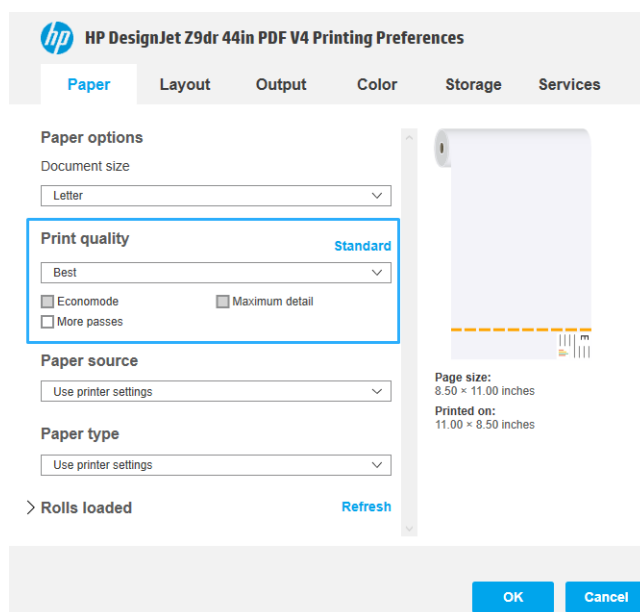 hp HP DesignJet Z9dr 44in PDF V4 Printing Preferences
Paper Layout Output Color Storage Services
Paper options
Document size
Letter
Print quality Standard
Best
Economode Maximum detail
More passes
Paper source
Use printer settings
Paper type
Use printer settings
Rolls loaded Refresh
Page size:
8.50 × 11.00 inches
Printed on:
11.00 × 8.50 inches
OK Cancel